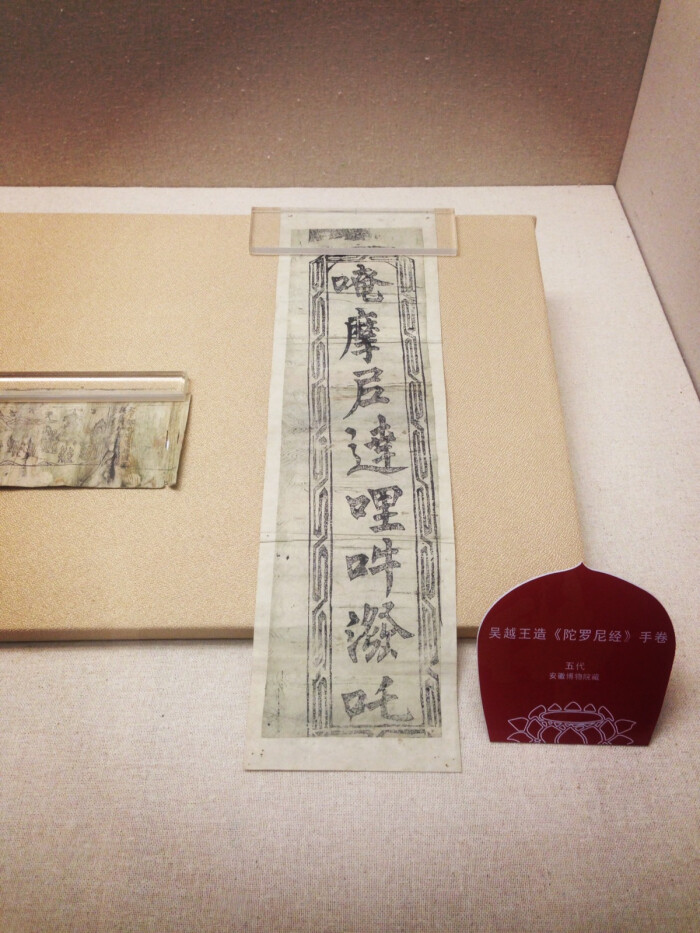 唵摩尼達哩吽潑吒
吴越王造《陀罗尼经》手卷
五代
安徽博物院藏